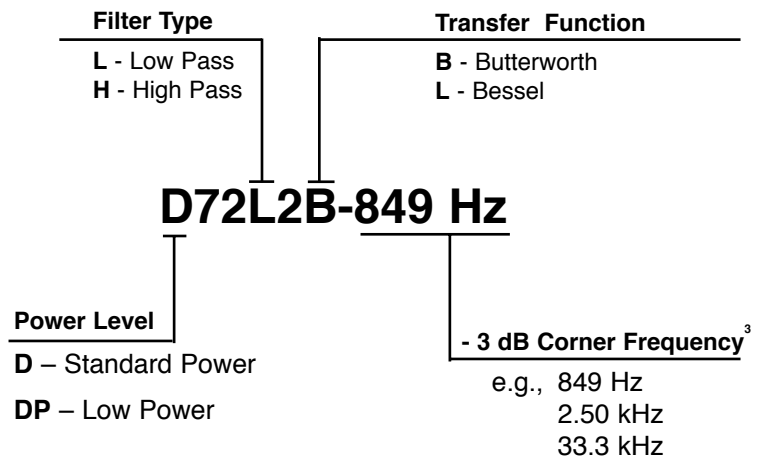 Filter Type
L - Low Pass
H - High Pass
Transfer Function
B - Butterworth
L - Bessel
D72L2B-849 Hz
Power Level
D – Standard Power
DP – Low Power
- 3 dB Corner Frequency³
e.g., 849 Hz
2.50 kHz
33.3 kHz